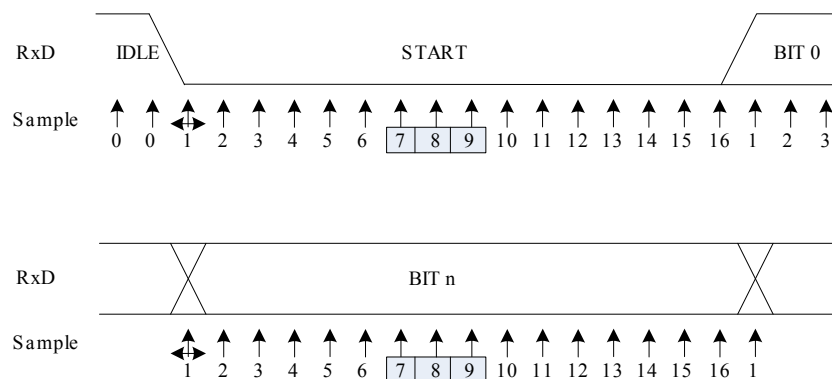 RxD IDLE START BIT 0
Sample
0 0 1 2 3 4 5 6 7 8 9 10 11 12 13 14 15 16 1 2 3
RxD BIT n
Sample
1 2 3 4 5 6 7 8 9 10 11 12 13 14 15 16 1